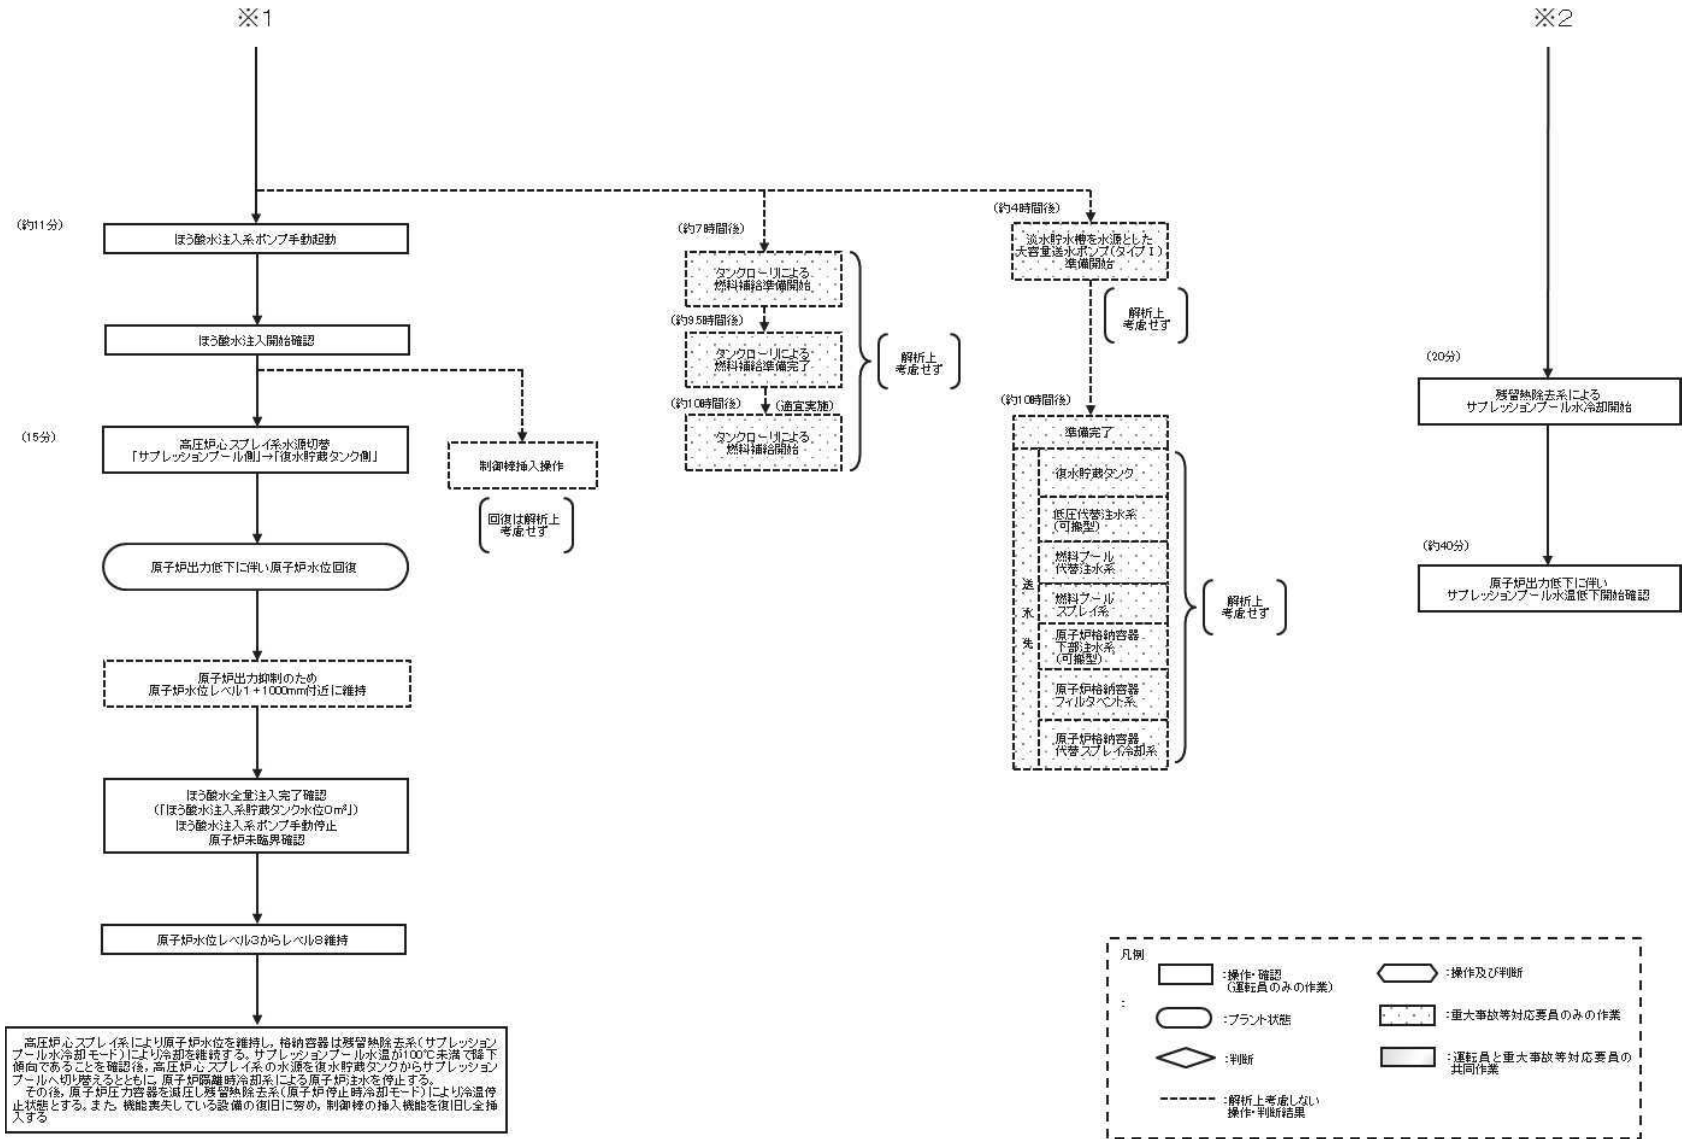 ※1
※2
(約11分)
ほう酸水注入系ポンプ手動起動
ほう酸水注入開始確認
(15分)
高圧炉心スプレイ系水源切替
「サプレッションプール側」→「復水貯蔵タンク側」
制御棒挿入操作
回復は解析上
考慮せず
原子炉出力低下に伴い原子炉水位回復
原子炉出力抑制のため
原子炉水位レベル1+1000mm付近に維持
ほう酸水全量注入完了確認
(「ほう酸水注入系貯蔵タンク水位0m³」)
ほう酸水注入系ポンプ手動停止
原子炉未臨界確認
原子炉水位レベル3からレベル8維持
高圧炉心スプレイ系により原子炉水位を維持し,格納容器は残留熱除去系(サプレッション
プール水冷却モード)により冷却を継続する。サプレッションプール水温が100℃未満で降下
傾向であることを確認後,高圧炉心スプレイ系の水源を復水貯蔵タンクからサプレッション
プールへ切り替えるとともに,原子炉隔離時冷却系による原子炉注水を停止する。
その後,原子炉圧力容器を減圧し残留熱除去系(原子炉停止時冷却モード)により冷温停
止状態とする。また,機能喪失している設備の復旧に努め,制御棒の挿入機能を復旧し全挿
入する
(約7時間後)
タンクローリによる
燃料補給準備開始
(約9.5時間後)
タンクローリによる
燃料補給準備完了
(約10時間後)
(適宜実施)
タンクローリによる
燃料補給開始
解析上
考慮せず
(約4時間後)
淡水貯水槽を水源とした
大容量送水ポンプ(タイプⅠ)
準備開始
解析上
考慮せず
(約10時間後)
準備完了
送
水
先
復水貯蔵タンク
低圧代替注水系
(可搬型)
燃料プール
代替注水系
燃料プール
スプレイ系
原子炉格納容器
下部注水系
(可搬型)
原子炉格納容器
フィルタベント系
原子炉格納容器
代替スプレイ冷却系
解析上
考慮せず
(20分)
残留熱除去系による
サプレッションプール水冷却開始
(約40分)
原子炉出力低下に伴い
サプレッションプール水温低下開始確認
凡例
:操作・確認
(運転員のみの作業)
:
:プラント状態
:判断
:解析上考慮しない
操作・判断結果
:操作及び判断
:重大事故等対応要員のみの作業
:運転員と重大事故等対応要員の
共同作業